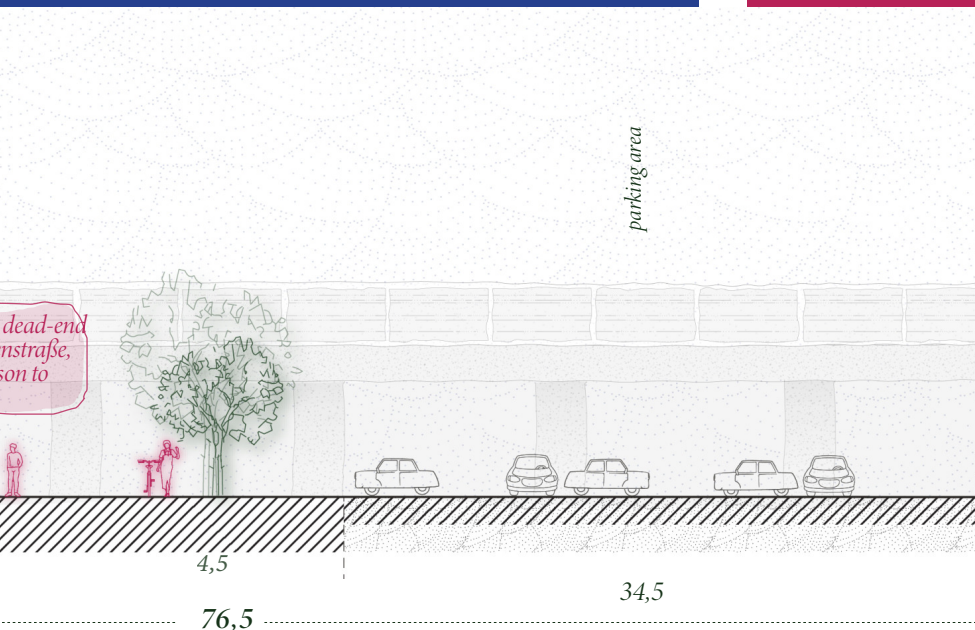 parking area
dead-end
nstraße,
son to
4,5
34,5
76,5